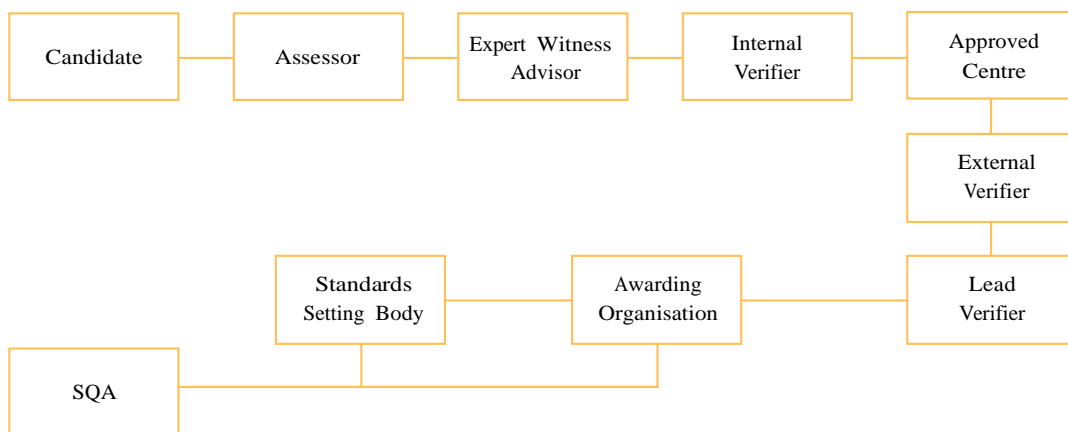 Candidate
Assessor
Expert Witness
Advisor
Internal
Verifier
Approved
Centre
External
Verifier
Standards
Setting Body
Awarding
Organisation
Lead
Verifier
SQA